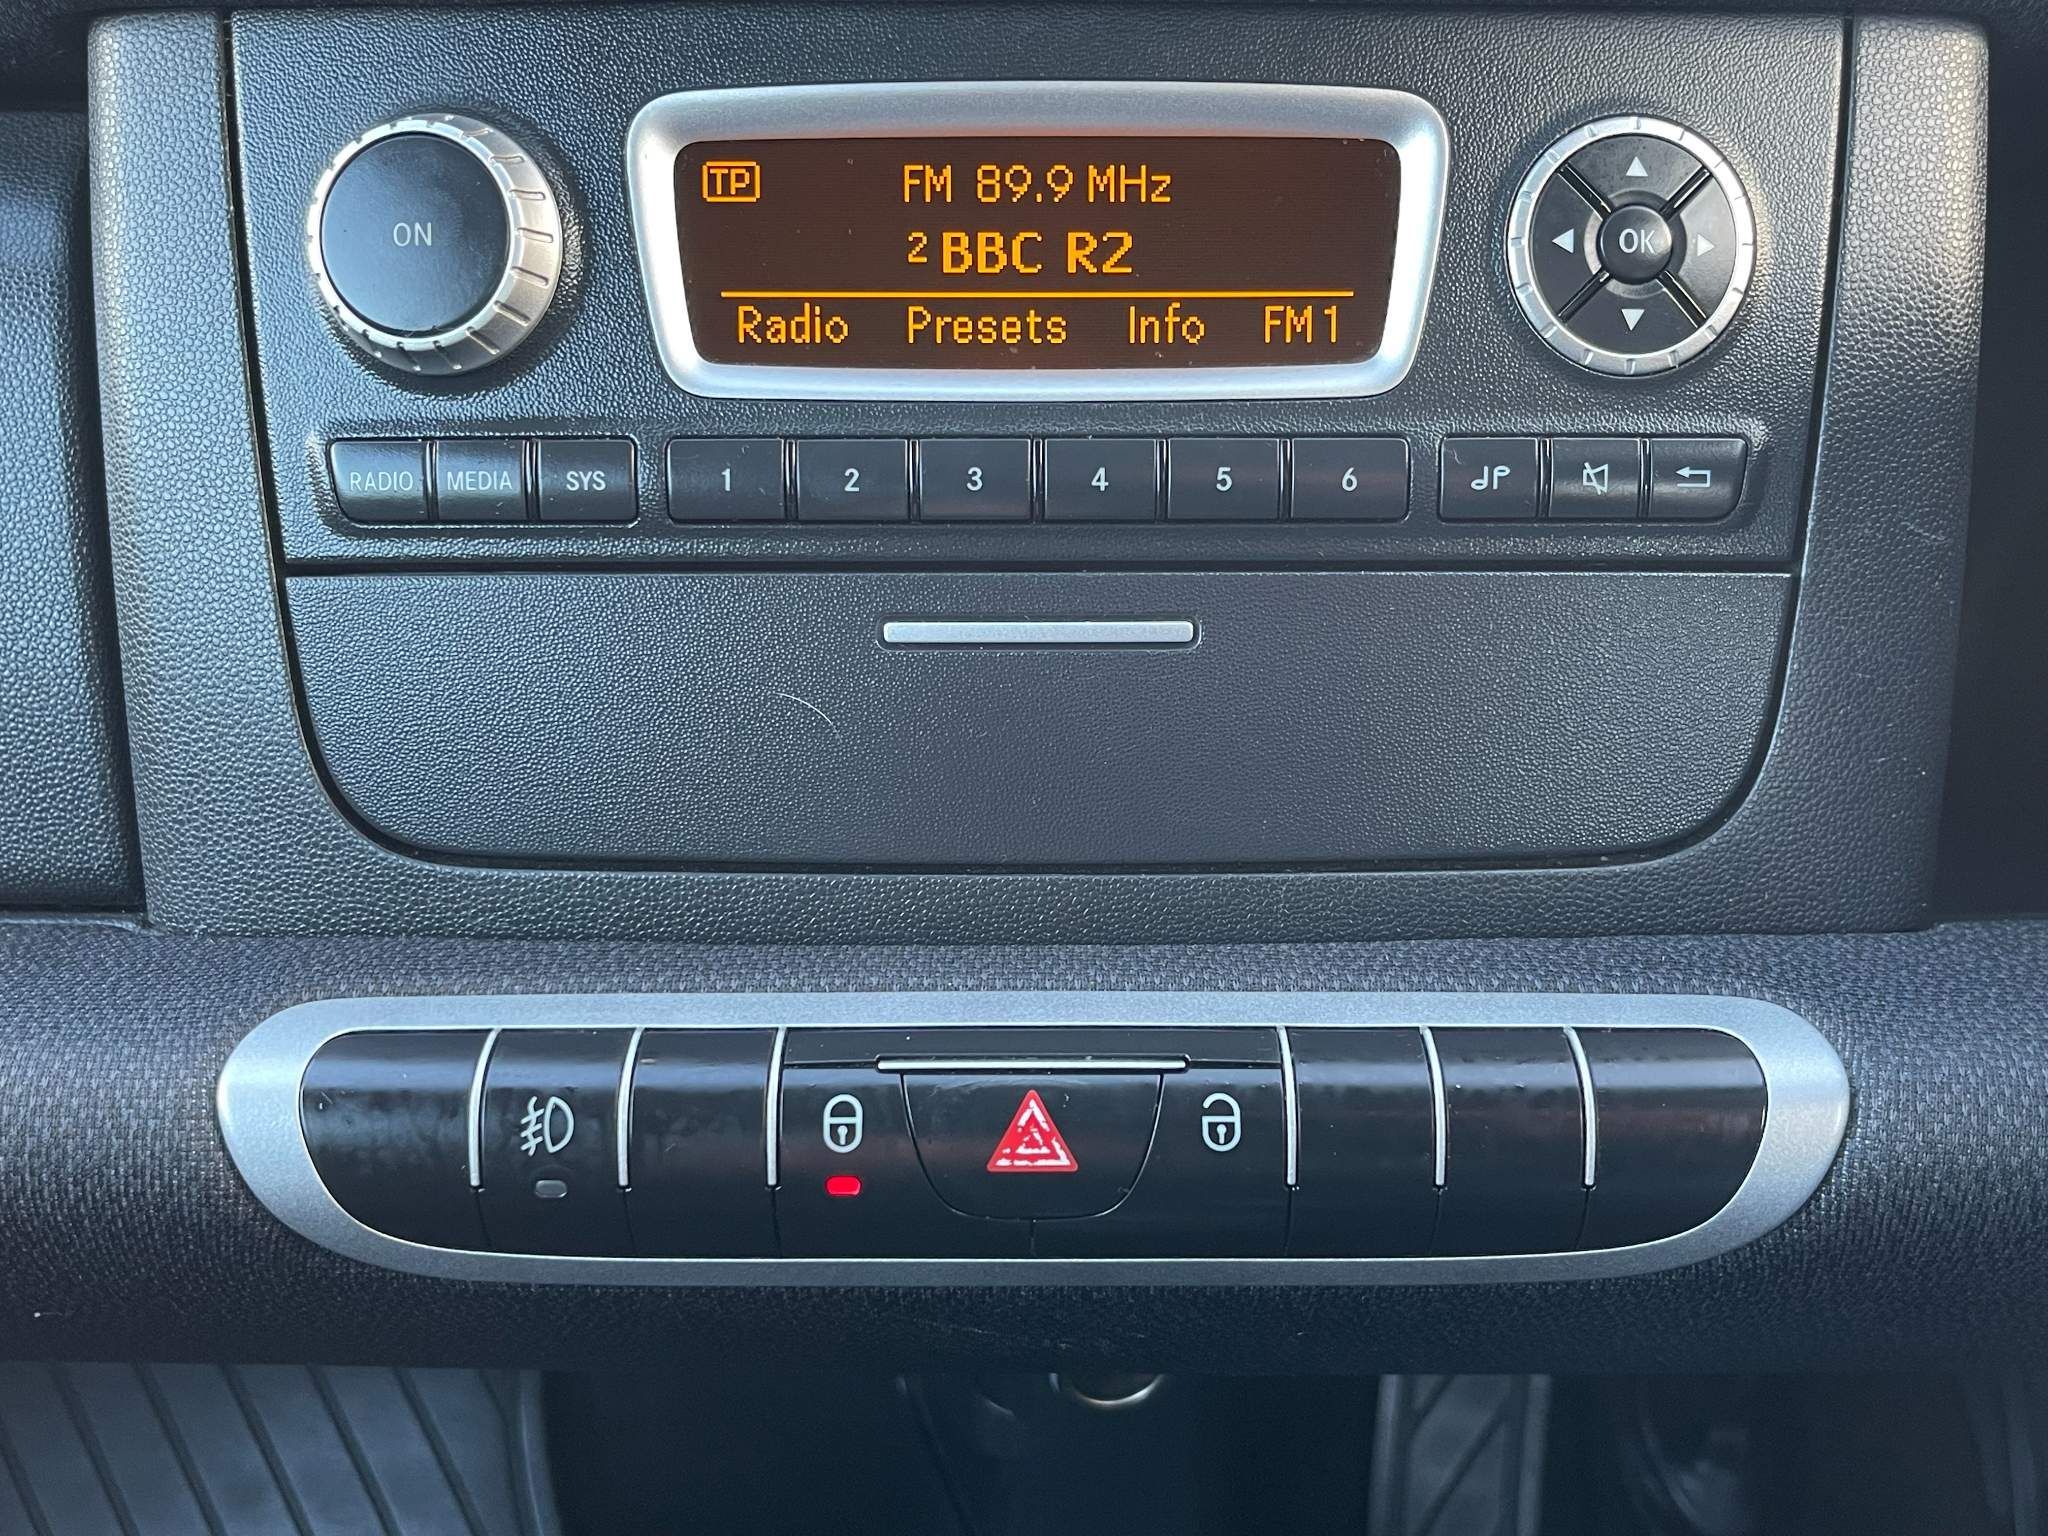 TP FM 89.9 MHz
ON
2 BBC R2
OK
Radio Presets Info FM1
RADIO MEDIA SYS 1 2 3 4 5 6